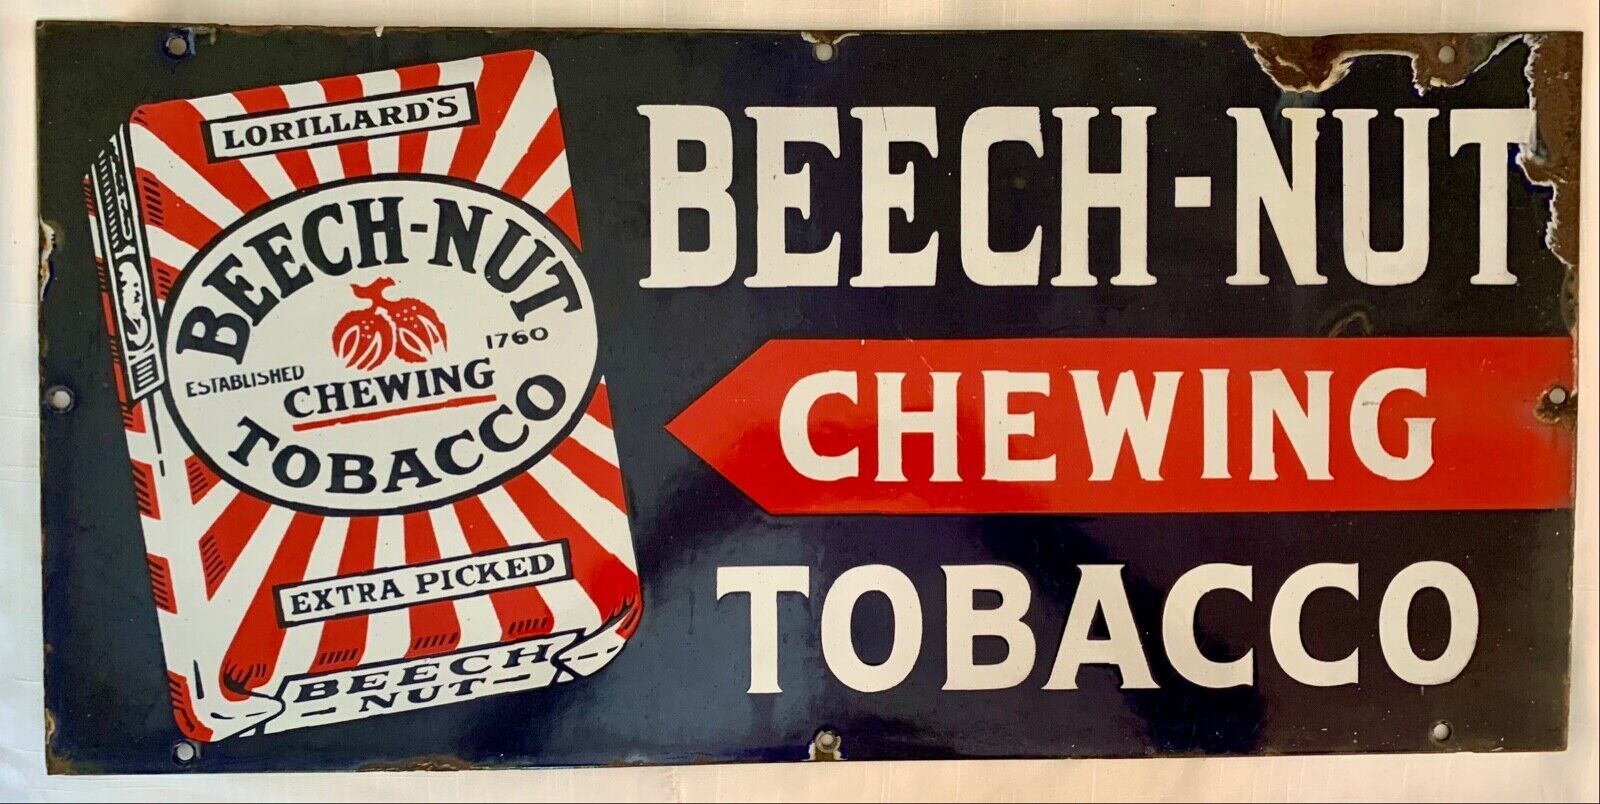 LORILLARD'S
BEECH-NUT
ESTABLISHED 1760
CHEWING
TOBACCO
EXTRA PICKED
BEECH
NUT
BEECH-NUT
CHEWING
TOBACCO